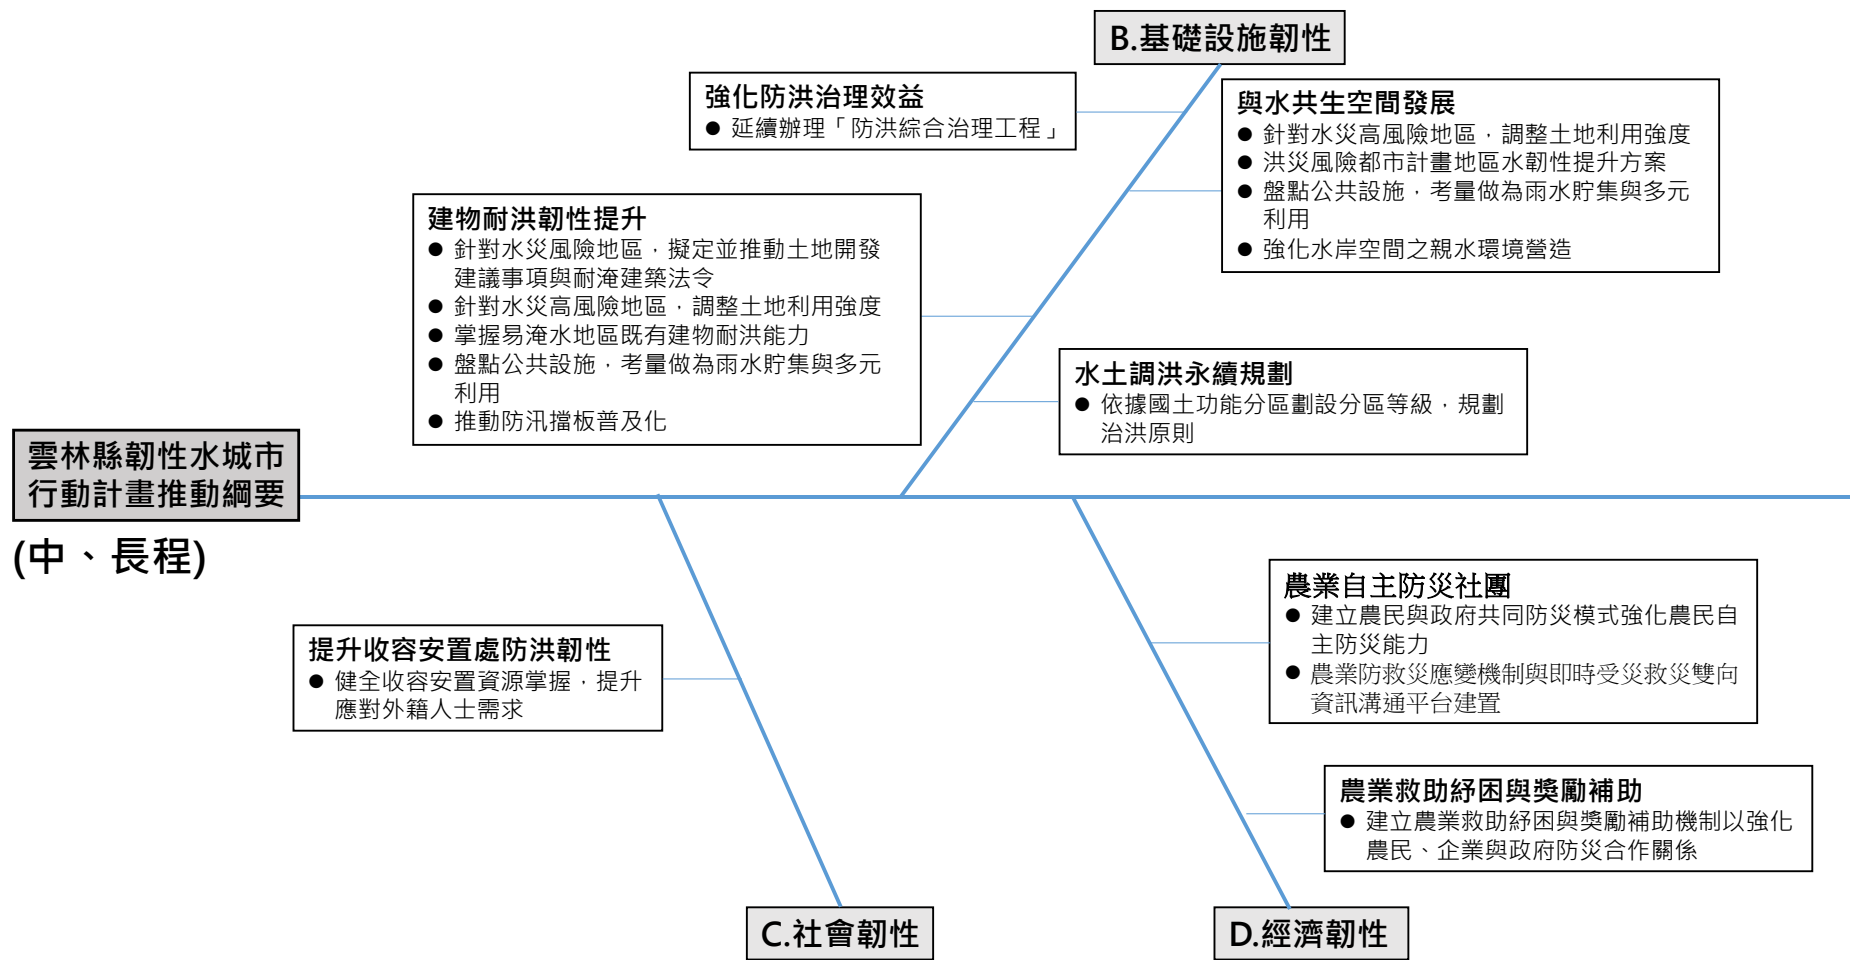 B.基礎設施韌性
強化防洪治理效益
● 延續辦理「防洪綜合治理工程」
與水共生空間發展
● 針對水災高風險地區，調整土地利用強度
● 洪災風險都市計畫地區水韌性提升方案
● 盤點公共設施，考量做為雨水貯集與多元
利用
● 強化水岸空間之親水環境營造
建物耐洪韌性提升
● 針對水災風險地區，擬定並推動土地開發
建議事項與耐淹建築法令
● 針對水災高風險地區，調整土地利用強度
● 掌握易淹水地區既有建物耐洪能力
● 盤點公共設施，考量做為雨水貯集與多元
利用
● 推動防汛擋板普及化
水土調洪永續規劃
● 依據國土功能分區劃設分區等級，規劃
治洪原則
雲林縣韌性水城市
行動計畫推動綱要
(中、長程)
提升收容安置處防洪韌性
● 健全收容安置資源掌握，提升
應對外籍人士需求
農業自主防災社團
● 建立農民與政府共同防災模式強化農民自
主防災能力
● 農業防救災應變機制與即時受災救災雙向
資訊溝通平台建置
農業救助紓困與獎勵補助
● 建立農業救助紓困與獎勵補助機制以強化
農民、企業與政府防災合作關係
C.社會韌性
D.經濟韌性